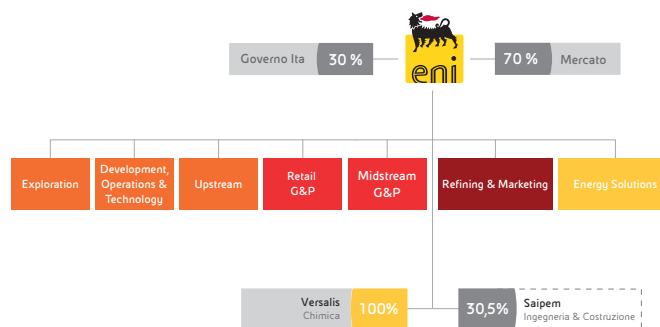 Governo Ita 30 % eni 70 % Mercato
Exploration
Development,
Operations &
Technology
Upstream
Retail
G&P
Midstream
G&P
Refining & Marketing
Energy Solutions
Versalis
Chimica
100%
30,5%
Saipem
Ingegneria & Costruzione